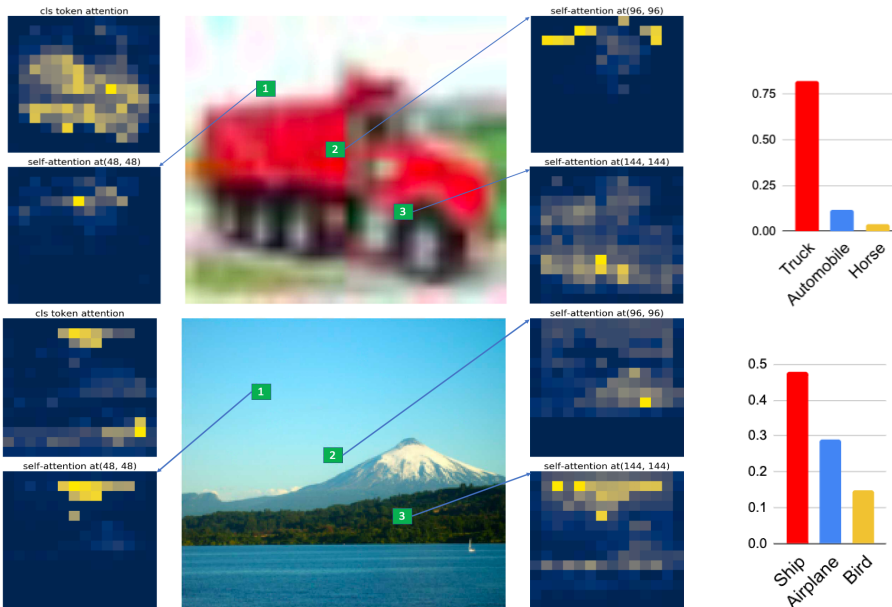 cls token attention
self-attention at(96, 96)
1
2
3
self-attention at(48, 48)
self-attention at(144, 144)
0.75
0.50
0.25
0.00
Truck
Automobile
Horse
cls token attention
self-attention at(96, 96)
1
2
3
self-attention at(48, 48)
self-attention at(144, 144)
0.5
0.4
0.3
0.2
0.1
0.0
Ship
Airplane
Bird